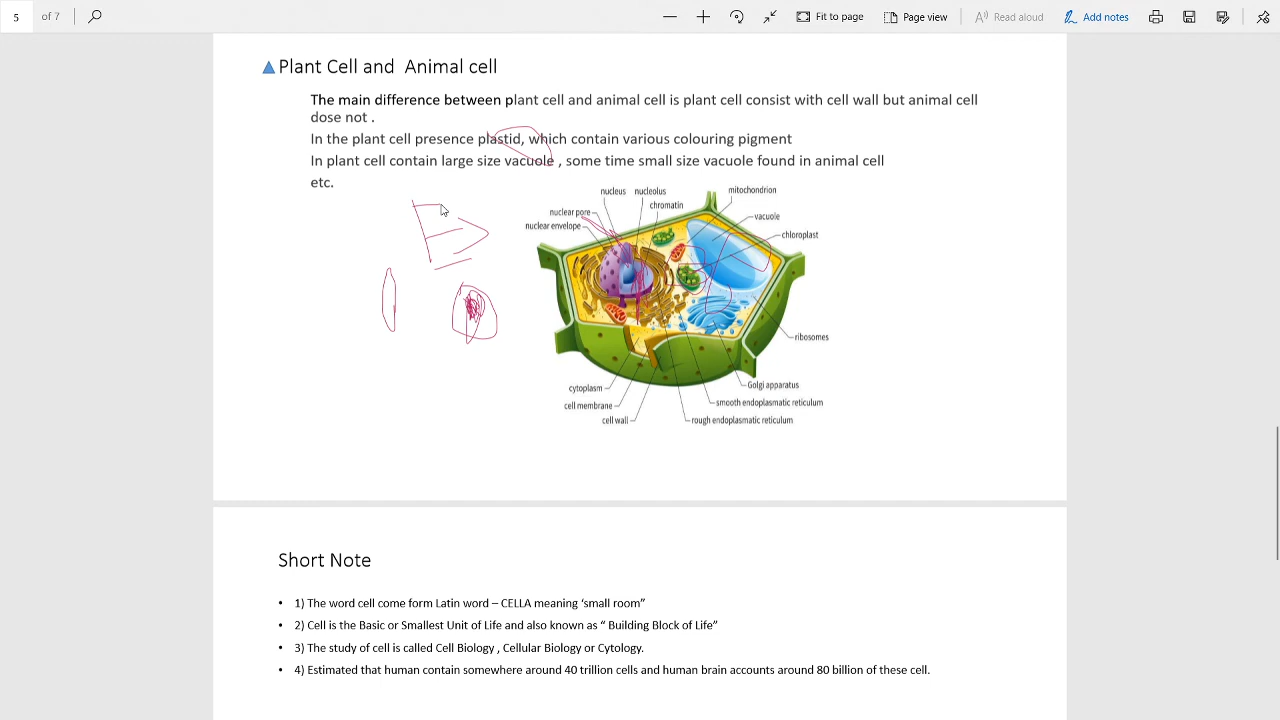 5 of 7
Fit to page
Page view
Read aloud
Add notes
Plant Cell and Animal cell
The main difference between plant cell and animal cell is plant cell consist with cell wall but animal cell
dose not .
In the plant cell presence plastid, which contain various colouring pigment
In plant cell contain large size vacuole , some time small size vacuole found in animal cell
etc.
nucleus
nucleolus
mitochondrion
chromatin
nuclear pore
vacuole
nuclear envelope
chloroplast
ribosomes
cytoplasm
Golgi apparatus
cell membrane
smooth endoplasmatic reticulum
cell wall
rough endoplasmatic reticulum
Short Note
• 1) The word cell come form Latin word – CELLA meaning ‘small room”
• 2) Cell is the Basic or Smallest Unit of Life and also known as “ Building Block of Life”
• 3) The study of cell is called Cell Biology , Cellular Biology or Cytology.
• 4) Estimated that human contain somewhere around 40 trillion cells and human brain accounts around 80 billion of these cell.